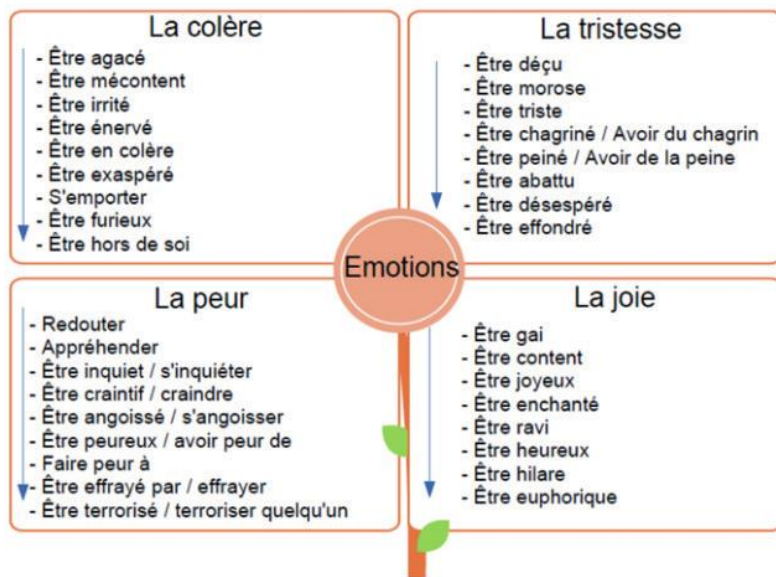 La colère
- Être agacé
- Être mécontent
- Être irrité
- Être énervé
- Être en colère
- Être exaspéré
- S'emporter
- Être furieux
- Être hors de soi
La tristesse
- Être déçu
- Être morose
- Être triste
- Être chagriné / Avoir du chagrin
- Être peiné / Avoir de la peine
- Être abattu
- Être désespéré
- Être effondré
Emotions
La peur
- Redouter
- Appréhender
- Être inquiet / s'inquiéter
- Être craintif / craindre
- Être angoissé / s'angoisser
- Être peureux / avoir peur de
- Faire peur à
- Être effrayé par / effrayer
- Être terrorisé / terroriser quelqu'un
La joie
- Être gai
- Être content
- Être joyeux
- Être enchanté
- Être ravi
- Être heureux
- Être hilare
- Être euphorique